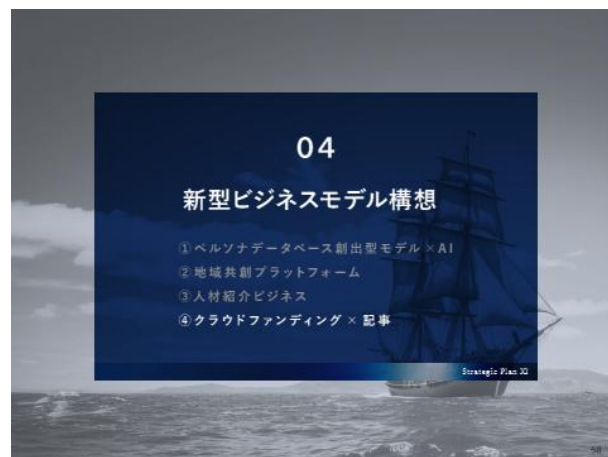 04
新型ビジネスモデル構想
①ペルソナデータベース創出型モデル×AI
②地域共創プラットフォーム
③人材紹介ビジネス
④クラウドファンディング × 記事
Strategic Plan XI